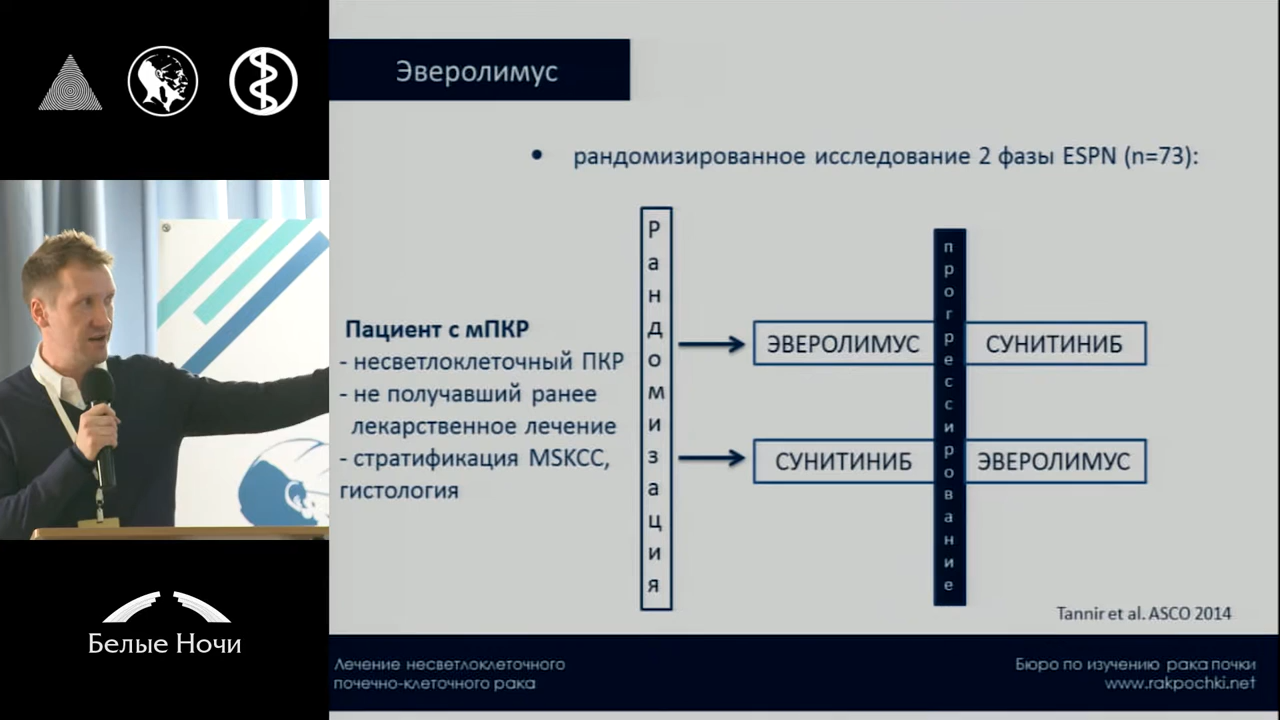 Эверолимус
• рандомизированное исследование 2 фазы ESPN (n=73):
Рандомизация
Пациент с мПКР
- несветлоклеточный ПКР
- не получавший ранее
лекарственное лечение
- стратификация MSKCC,
гистология
ЭВЕРОЛИМУС
СУНИТИНИБ
прогрессирование
СУНИТИНИБ
ЭВЕРОЛИМУС
Tannir et al. ASCO 2014
Белые Ночи
Лечение несветлоклеточного
почечно-клеточного рака
Бюро по изучению рака почки
www.rakpochki.net